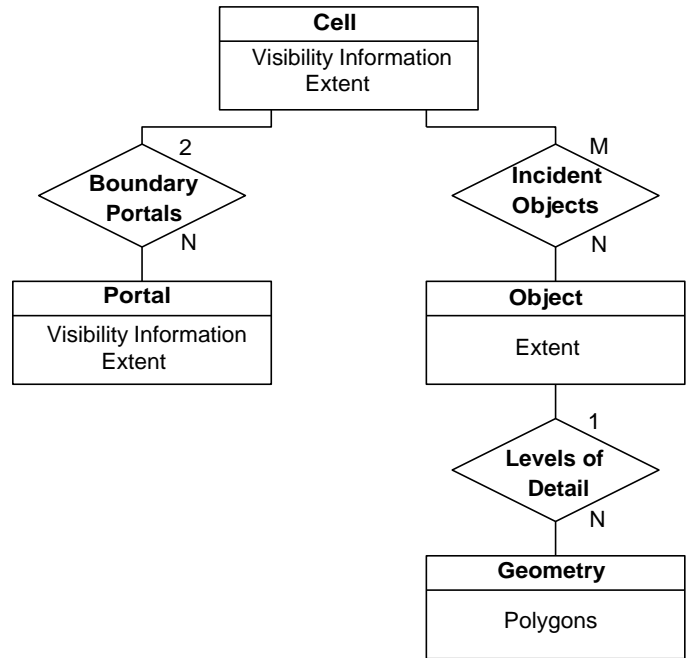 Cell
Visibility Information
Extent
2
Boundary
Portals
N
M
Incident
Objects
N
Portal
Visibility Information
Extent
Object
Extent
1
Levels of
Detail
N
Geometry
Polygons